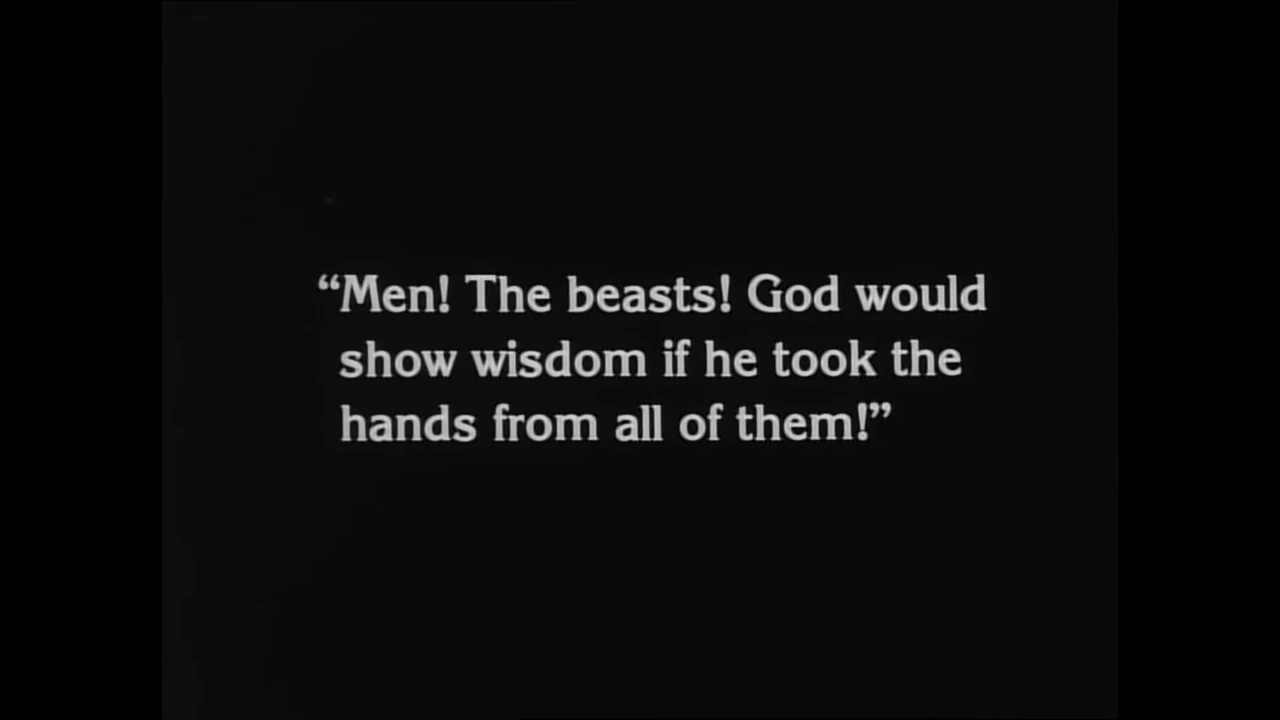 “Men! The beasts! God would
show wisdom if he took the
hands from all of them!”